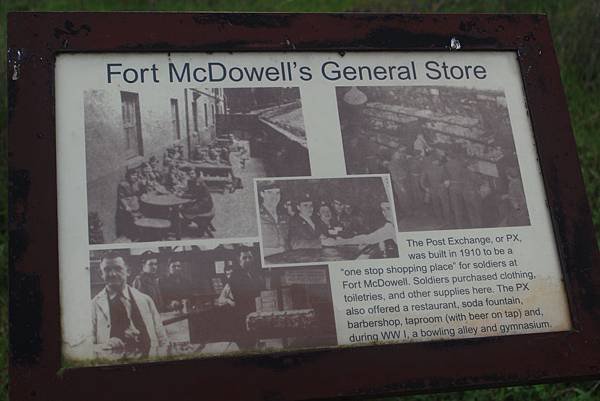 Fort McDowell's General Store
The Post Exchange, or PX,
was built in 1910 to be a
"one stop shopping place" for soldiers at
Fort McDowell. Soldiers purchased clothing,
toiletries, and other supplies here. The PX
also offered a restaurant, soda fountain,
barbershop, taproom (with beer on tap) and,
during WW I, a bowling alley and gymnasium.